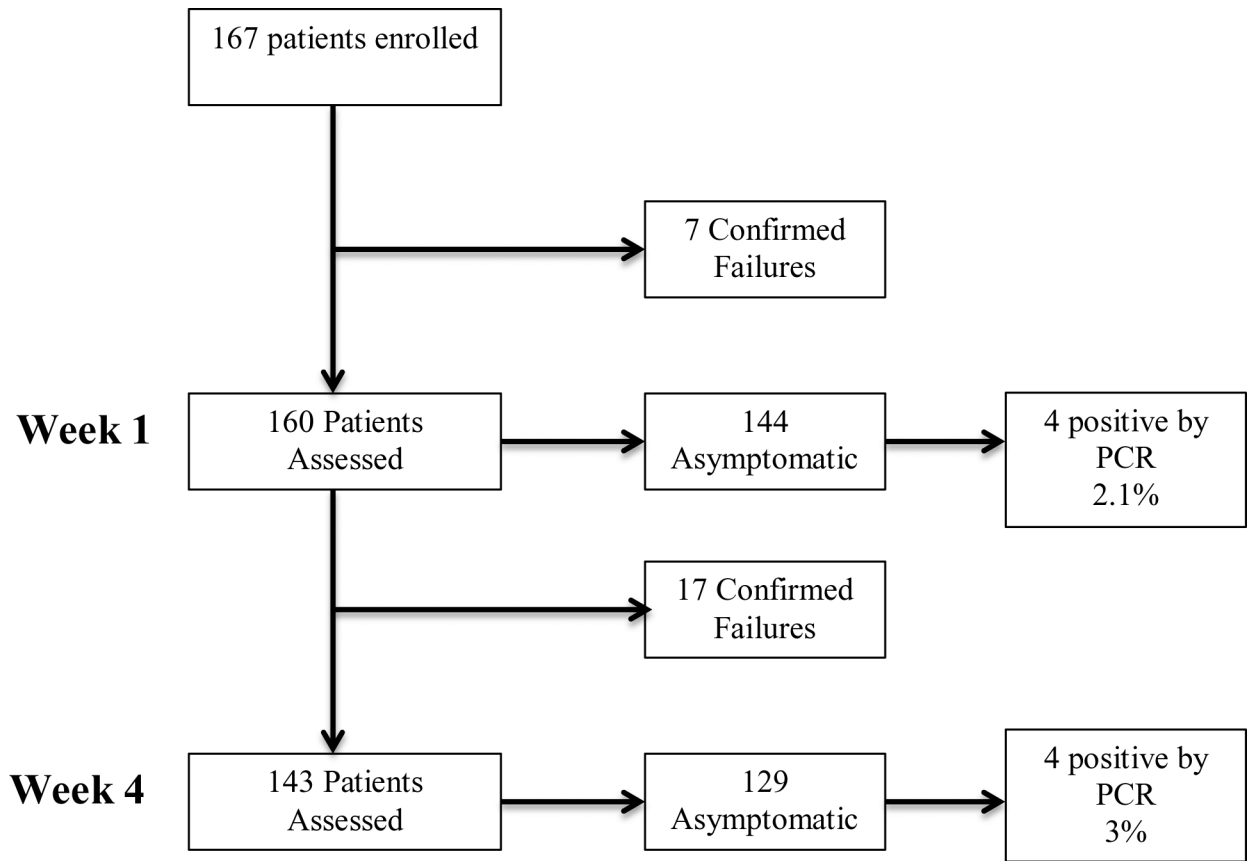 167 patients enrolled
7 Confirmed
Failures
Week 1
160 Patients
Assessed
144
Asymptomatic
4 positive by
PCR
2.1%
17 Confirmed
Failures
Week 4
143 Patients
Assessed
129
Asymptomatic
4 positive by
PCR
3%